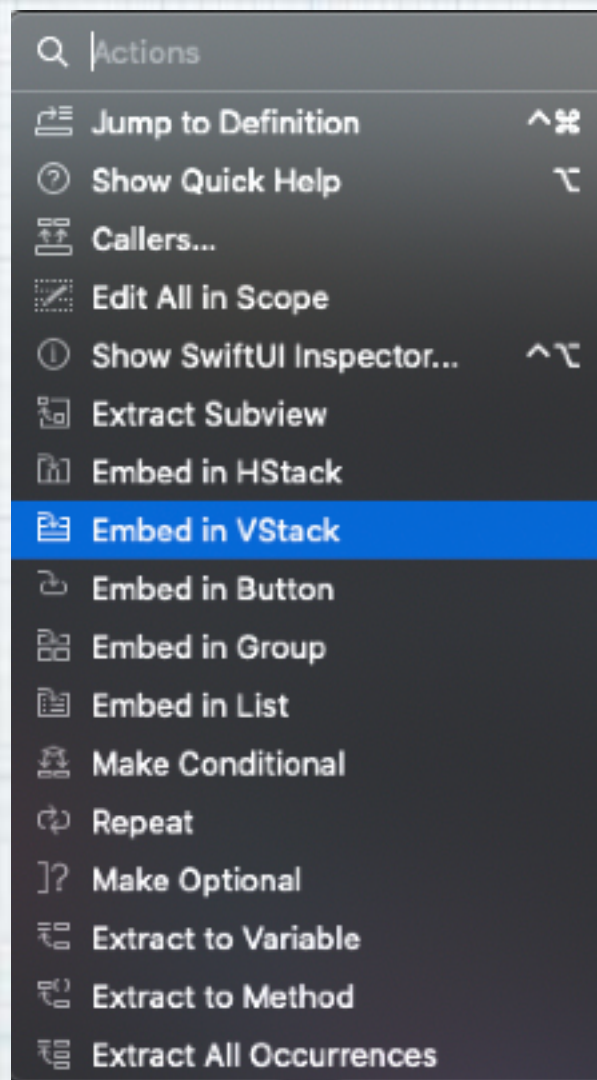 Actions
Jump to Definition ^⌘
Show Quick Help ⌥
Callers...
Edit All in Scope
Show SwiftUI Inspector... ^⌥
Extract Subview
Embed in HStack
Embed in VStack
Embed in Button
Embed in Group
Embed in List
Make Conditional
Repeat
]? Make Optional
Extract to Variable
Extract to Method
Extract All Occurrences